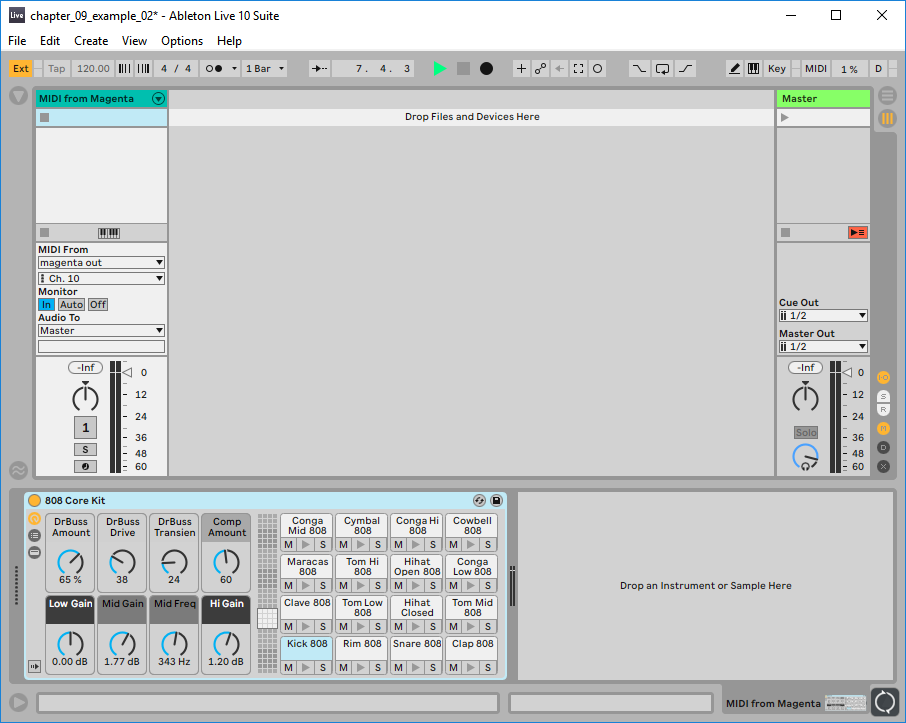 Live chapter_09_example_02* - Ableton Live 10 Suite
File Edit Create View Options Help
Ext Tap 120.00 4 / 4 1 Bar 7. 4. 3 Key MIDI 1 % D
MIDI from Magenta
Master
Drop Files and Devices Here
MIDI From
magenta out
Ch. 10
Monitor
In Auto Off
Audio To
Master
-Inf
0
12
24
36
48
60
1
S
Cue Out
1/2
Master Out
1/2
-Inf
0
12
24
36
48
60
Solo
I-O
S
R
M
D
X
808 Core Kit
DrBuss Amount
65 %
DrBuss Drive
38
DrBuss Transien
24
Comp Amount
60
Low Gain
0.00 dB
Mid Gain
1.77 dB
Mid Freq
343 Hz
Hi Gain
1.20 dB
Conga Mid 808
M S
Cymbal 808
M S
Conga Hi 808
M S
Cowbell 808
M S
Maracas 808
M S
Tom Hi 808
M S
Hihat Open 808
M S
Conga Low 808
M S
Clave 808
M S
Tom Low 808
M S
Hihat Closed
M S
Tom Mid 808
M S
Kick 808
M S
Rim 808
M S
Snare 808
M S
Clap 808
M S
Drop an Instrument or Sample Here
MIDI from Magenta